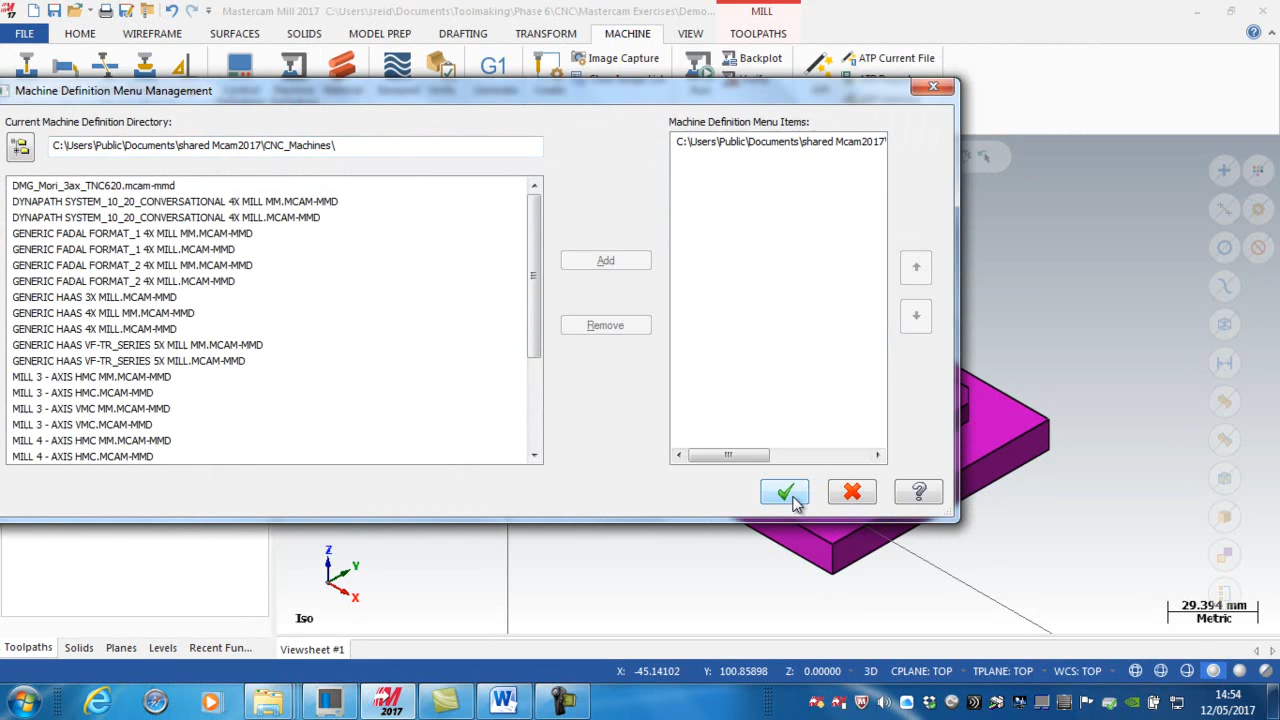 Mastercam Mill 2017 C:\Users\sreid\Documents\Toolmaking\Phase 6\CNC\Mastercam Exercises\Demo...
MILL
FILE HOME WIREFRAME SURFACES SOLIDS MODEL PREP DRAFTING TRANSFORM MACHINE VIEW TOOLPATHS
G1 Image Capture Backplot ATP Current File
Machine Definition Menu Management
Current Machine Definition Directory:
C:\Users\Public\Documents\shared Mcam2017\CNC_Machines\
DMG_Mori_3ax_TNC620.mcam-mmd
DYNAPATH SYSTEM_10_20_CONVERSATIONAL 4X MILL MM.MCAM-MMD
DYNAPATH SYSTEM_10_20_CONVERSATIONAL 4X MILL.MCAM-MMD
GENERIC FADAL FORMAT_1 4X MILL MM.MCAM-MMD
GENERIC FADAL FORMAT_1 4X MILL.MCAM-MMD
GENERIC FADAL FORMAT_2 4X MILL MM.MCAM-MMD
GENERIC FADAL FORMAT_2 4X MILL.MCAM-MMD
GENERIC HAAS 3X MILL.MCAM-MMD
GENERIC HAAS 4X MILL MM.MCAM-MMD
GENERIC HAAS 4X MILL.MCAM-MMD
GENERIC HAAS VF-TR_SERIES 5X MILL MM.MCAM-MMD
GENERIC HAAS VF-TR_SERIES 5X MILL.MCAM-MMD
MILL 3 - AXIS HMC MM.MCAM-MMD
MILL 3 - AXIS HMC.MCAM-MMD
MILL 3 - AXIS VMC MM.MCAM-MMD
MILL 3 - AXIS VMC.MCAM-MMD
MILL 4 - AXIS HMC MM.MCAM-MMD
MILL 4 - AXIS HMC.MCAM-MMD
Add
Remove
Machine Definition Menu Items:
C:\Users\Public\Documents\shared Mcam2017\
Z
Y
X
Iso
29.394 mm
Metric
Toolpaths Solids Planes Levels Recent Fun...
Viewsheet #1
X: -45.14102 Y: 100.85898 Z: 0.00000 3D CPLANE: TOP TPLANE: TOP WCS: TOP
2017
14:54
12/05/2017